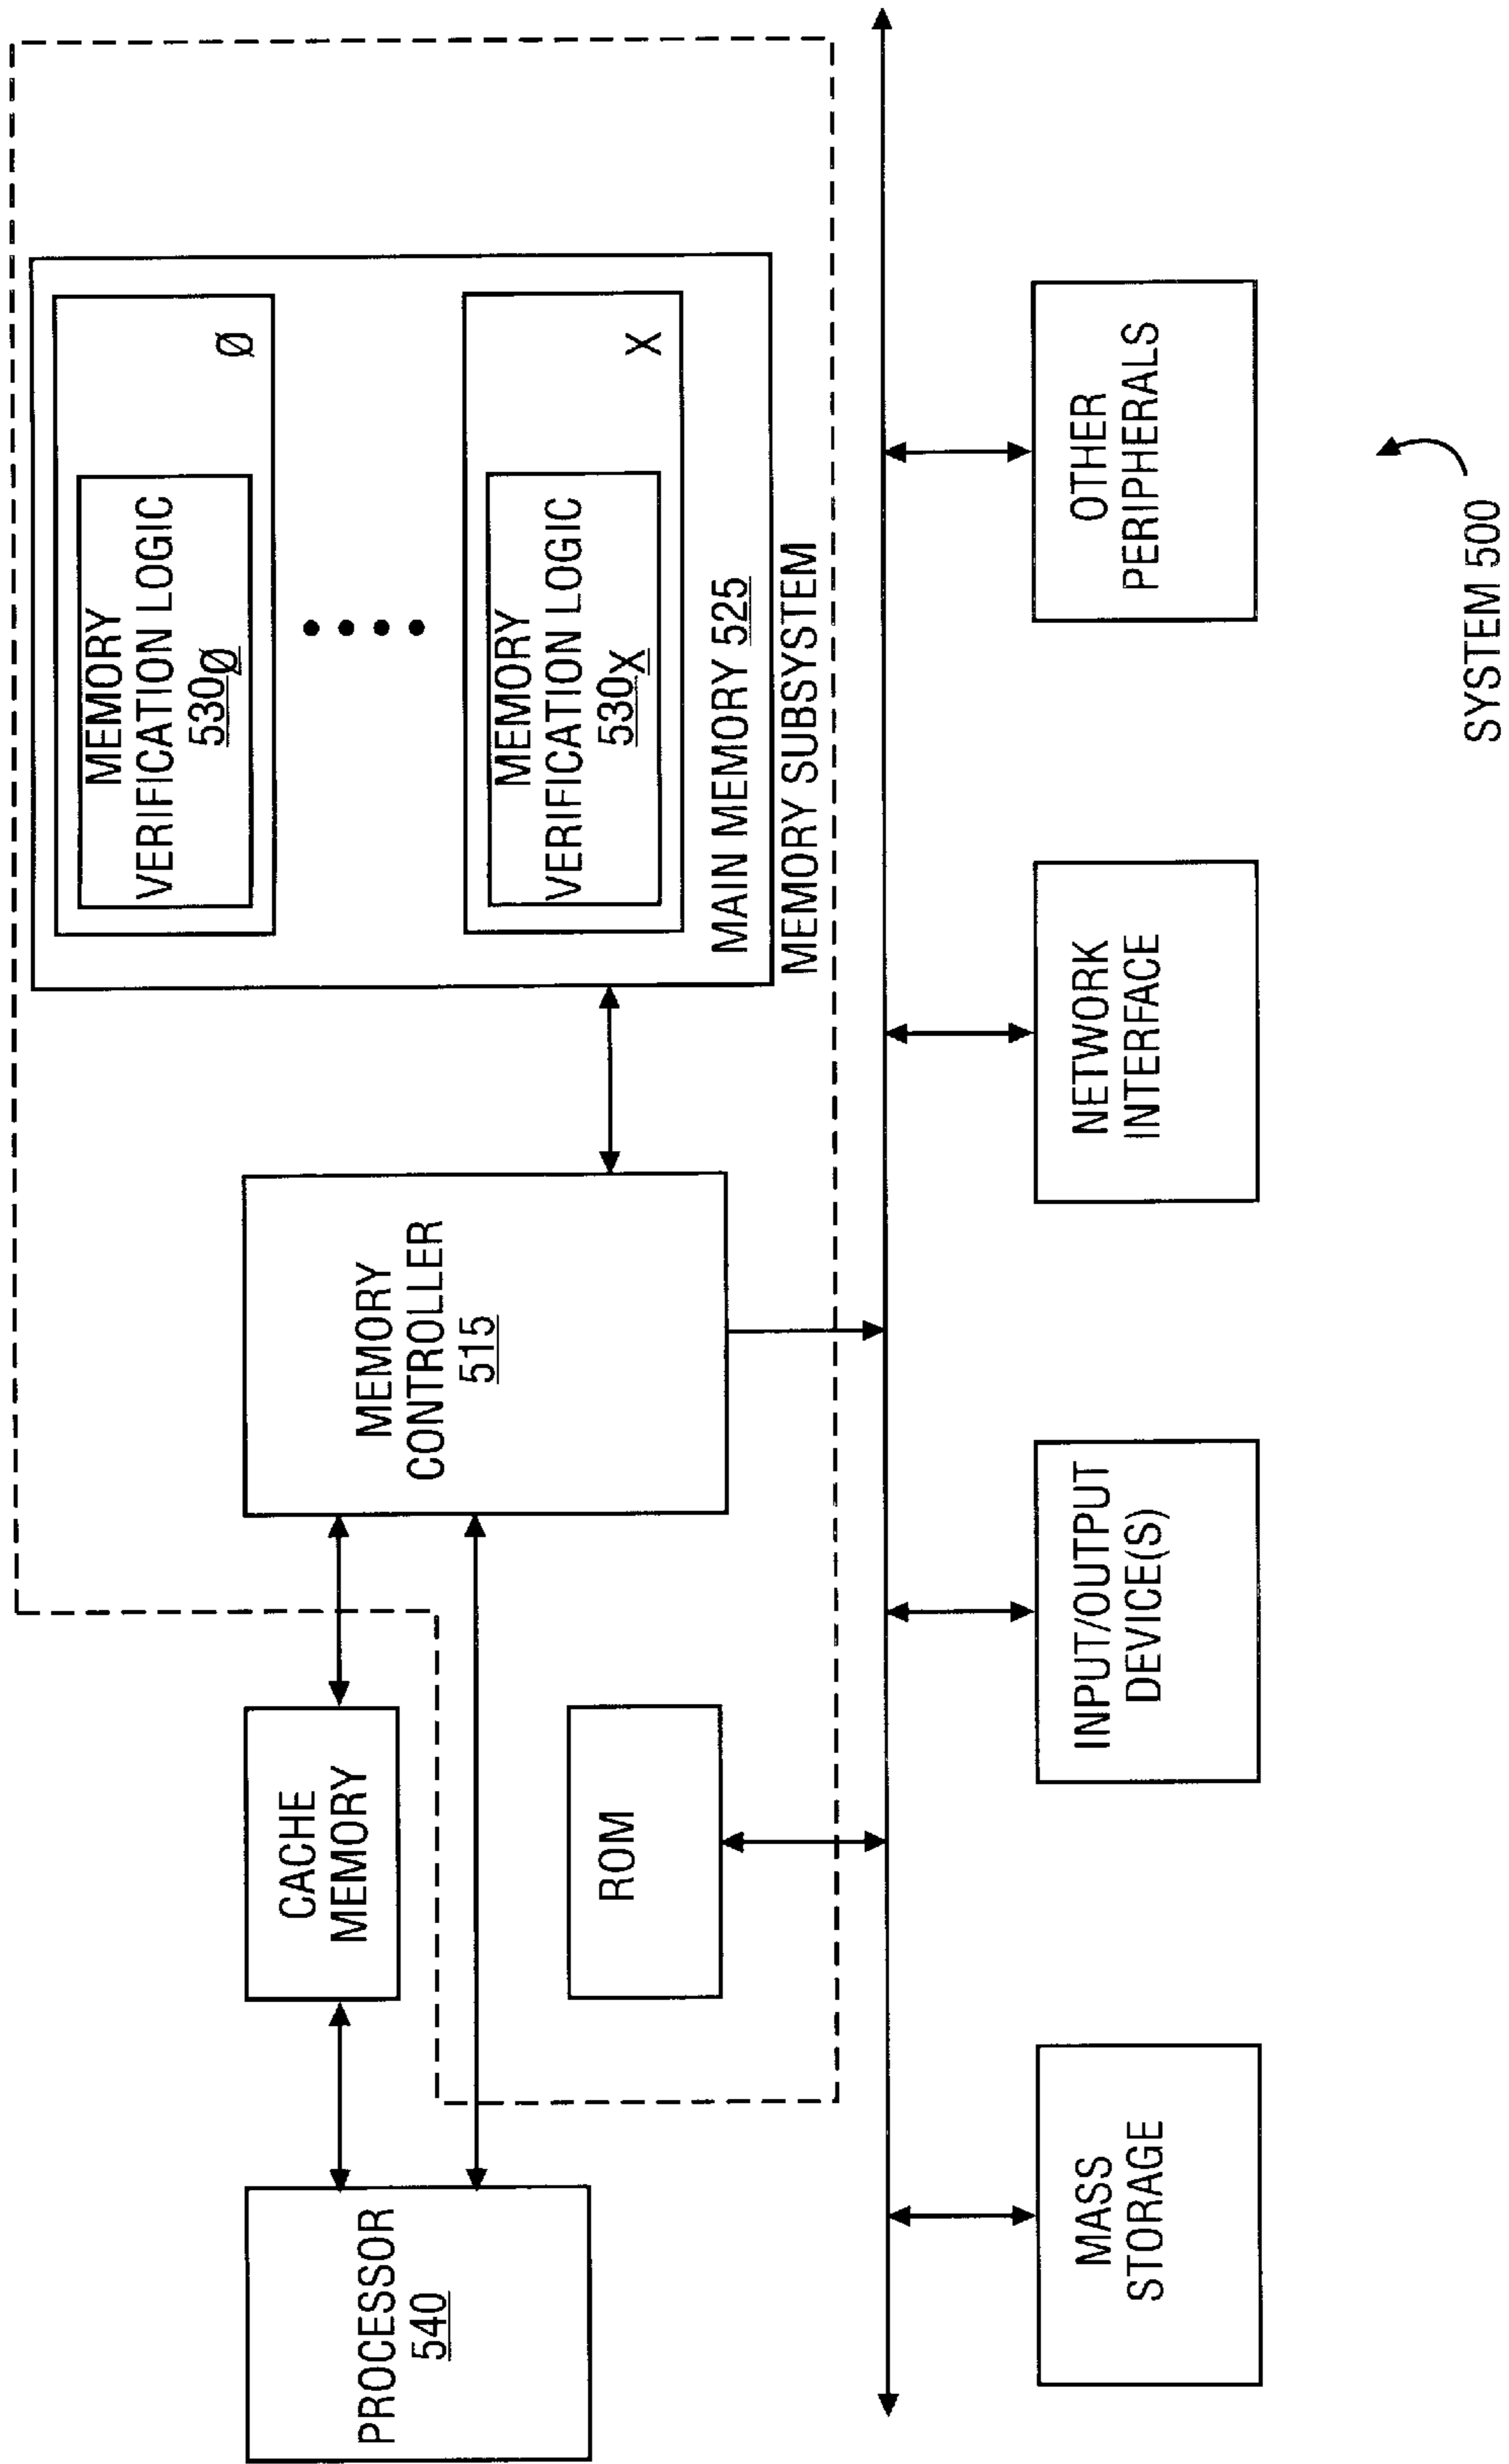 PROCESSOR
540
CACHE
MEMORY
ROM
MEMORY
CONTROLLER
515
MEMORY
VERIFICATION LOGIC
530Ø
Ø
MEMORY
VERIFICATION LOGIC
530X
X
MAIN MEMORY 525
MEMORY SUBSYSTEM
MASS
STORAGE
INPUT/OUTPUT
DEVICE(S)
NETWORK
INTERFACE
OTHER
PERIPHERALS
SYSTEM 500